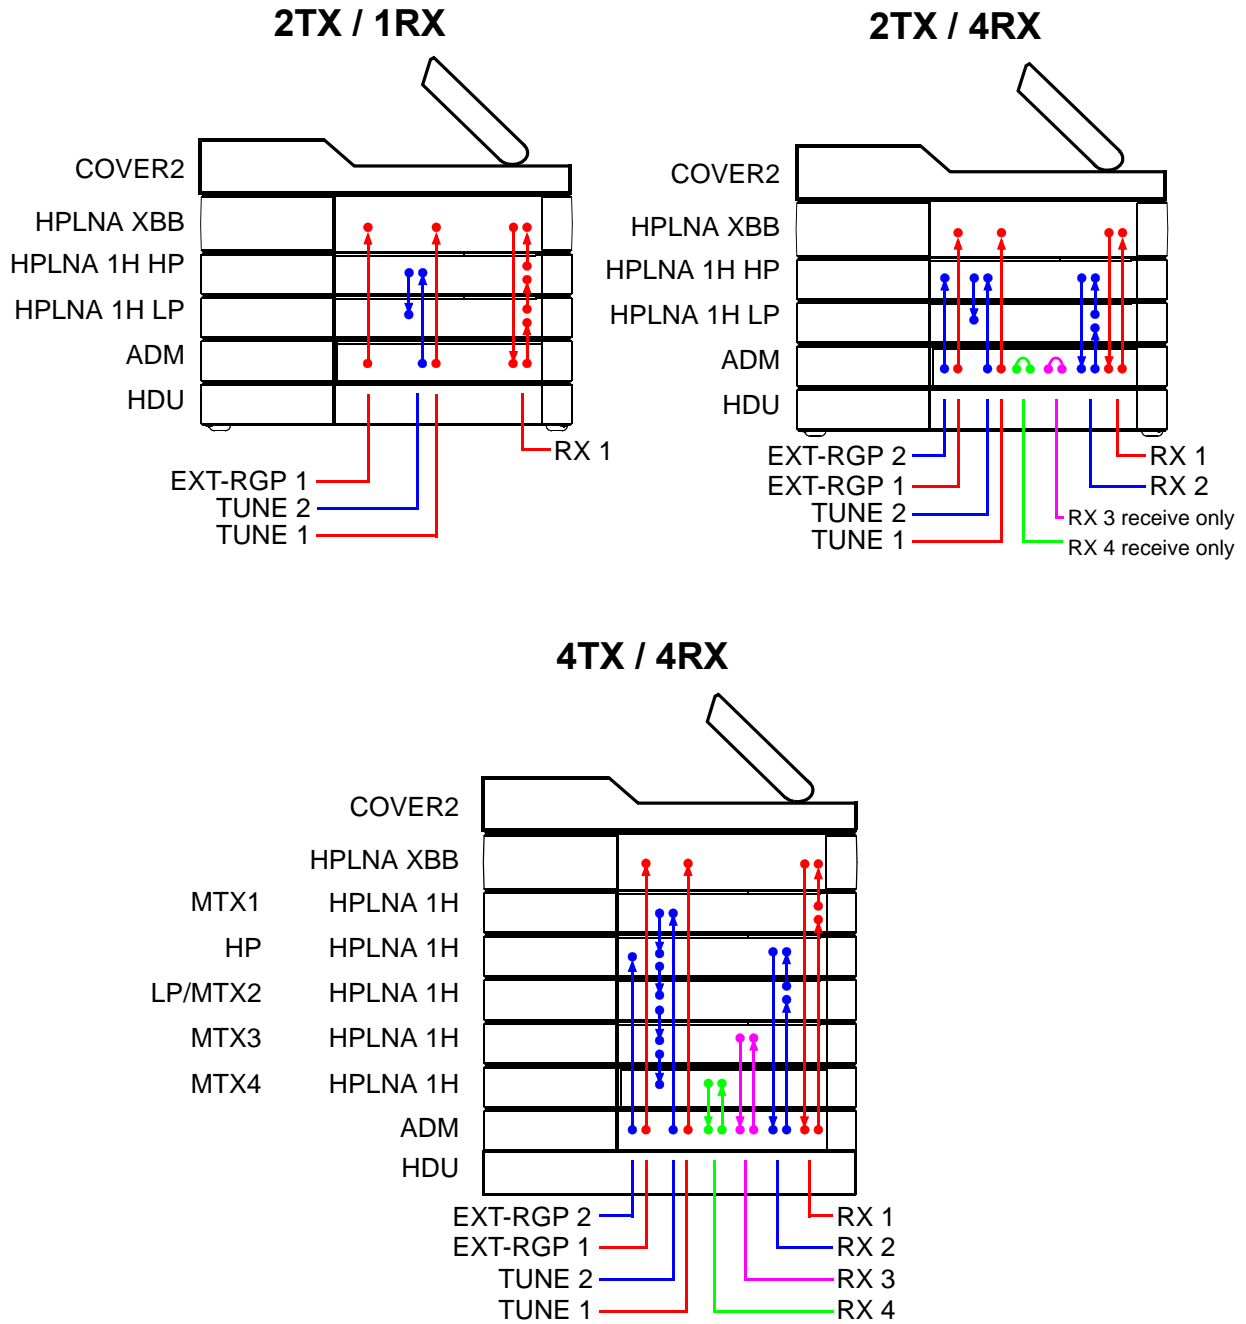 2TX / 1RX
COVER2
HPLNA XBB
HPLNA 1H HP
HPLNA 1H LP
ADM
HDU
RX 1
EXT-RGP 1
TUNE 2
TUNE 1
2TX / 4RX
COVER2
HPLNA XBB
HPLNA 1H HP
HPLNA 1H LP
ADM
HDU
EXT-RGP 2
EXT-RGP 1
TUNE 2
TUNE 1
RX 1
RX 2
RX 3 receive only
RX 4 receive only
4TX / 4RX
COVER2
HPLNA XBB
MTX1 HPLNA 1H
HP HPLNA 1H
LP/MTX2 HPLNA 1H
MTX3 HPLNA 1H
MTX4 HPLNA 1H
ADM
HDU
EXT-RGP 2
EXT-RGP 1
TUNE 2
TUNE 1
RX 1
RX 2
RX 3
RX 4